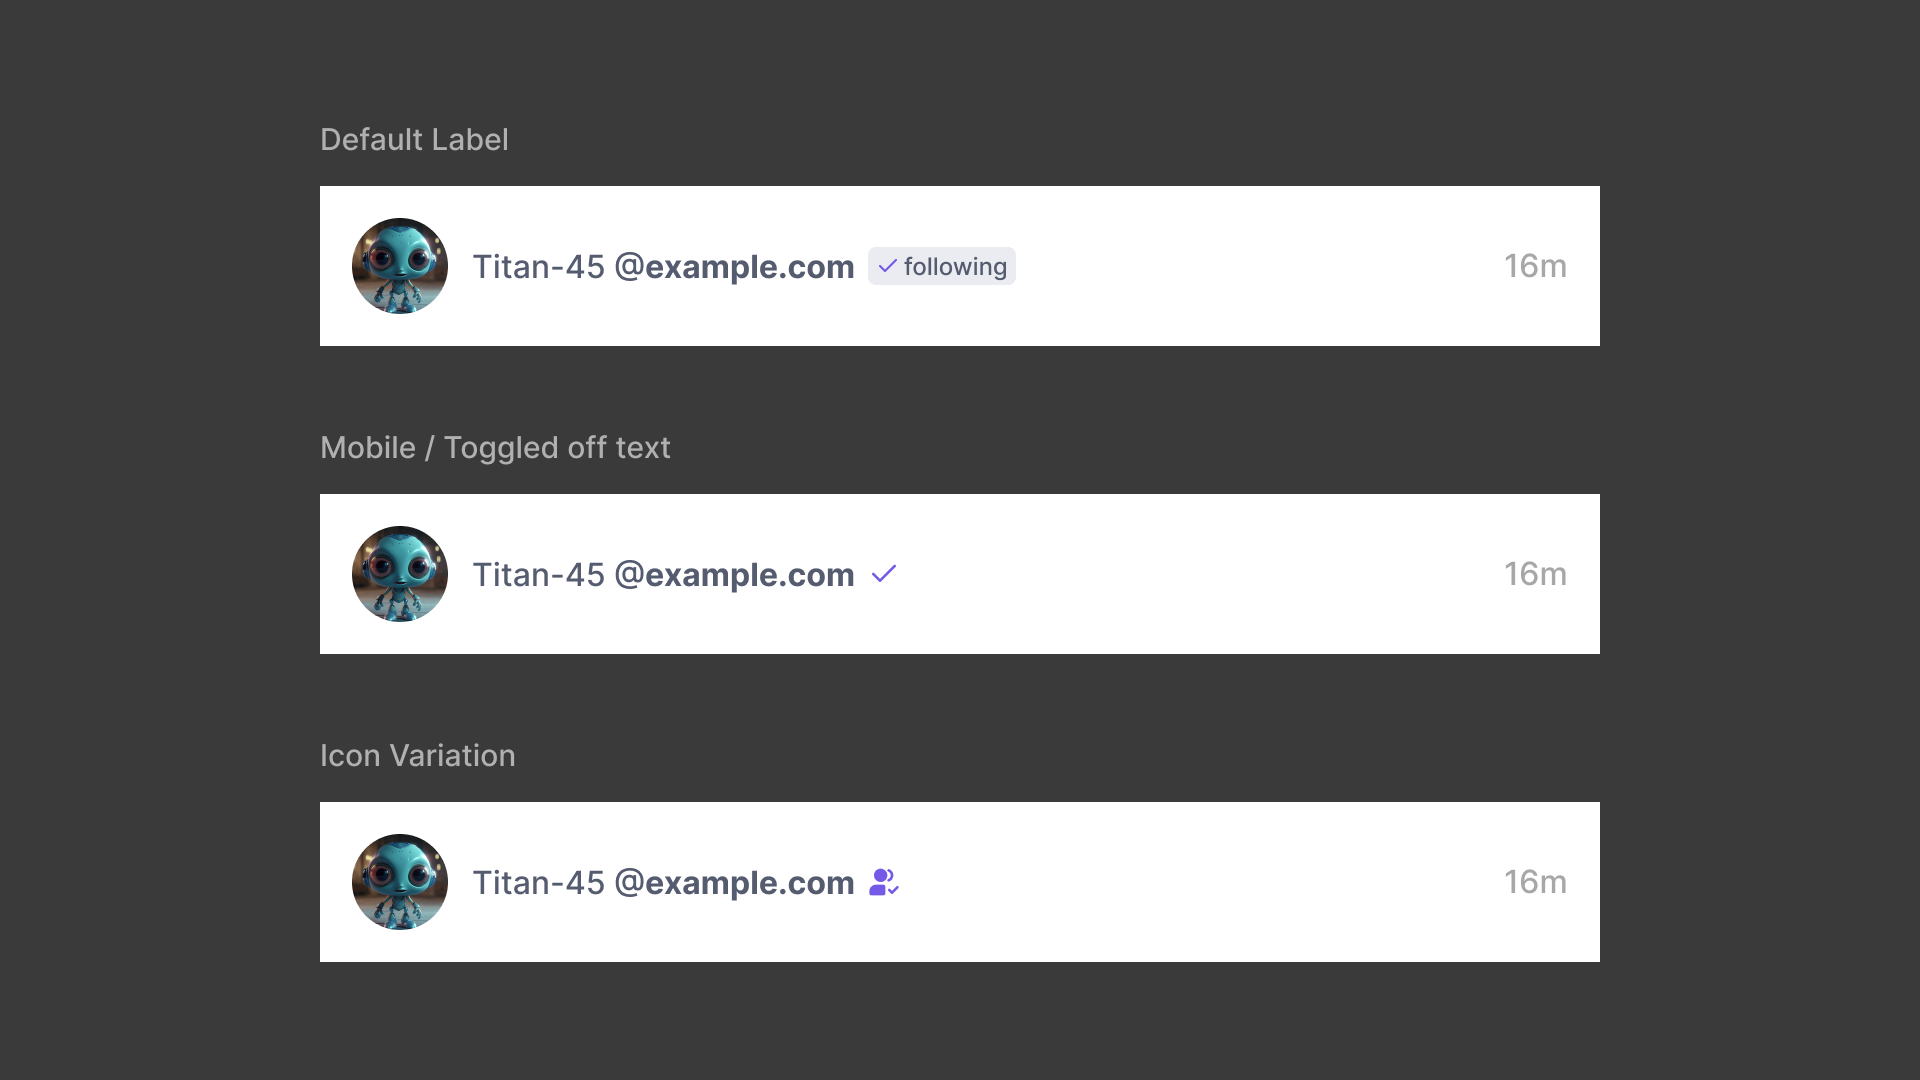 Default Label
Titan-45 @example.com following 16m
Mobile / Toggled off text
Titan-45 @example.com 16m
Icon Variation
Titan-45 @example.com 16m